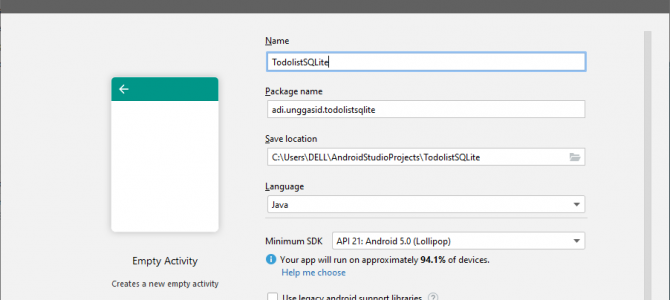 Name
TodolistSQLite
Package name
adi.unggasid.todolistsqlite
Save location
C:\Users\DELL\AndroidStudioProjects\TodolistSQLite
Language
Java
Minimum SDK API 21: Android 5.0 (Lollipop)
Your app will run on approximately 94.1% of devices.
Help me choose
Use legacy android support libraries ?
Empty Activity
Creates a new empty activity